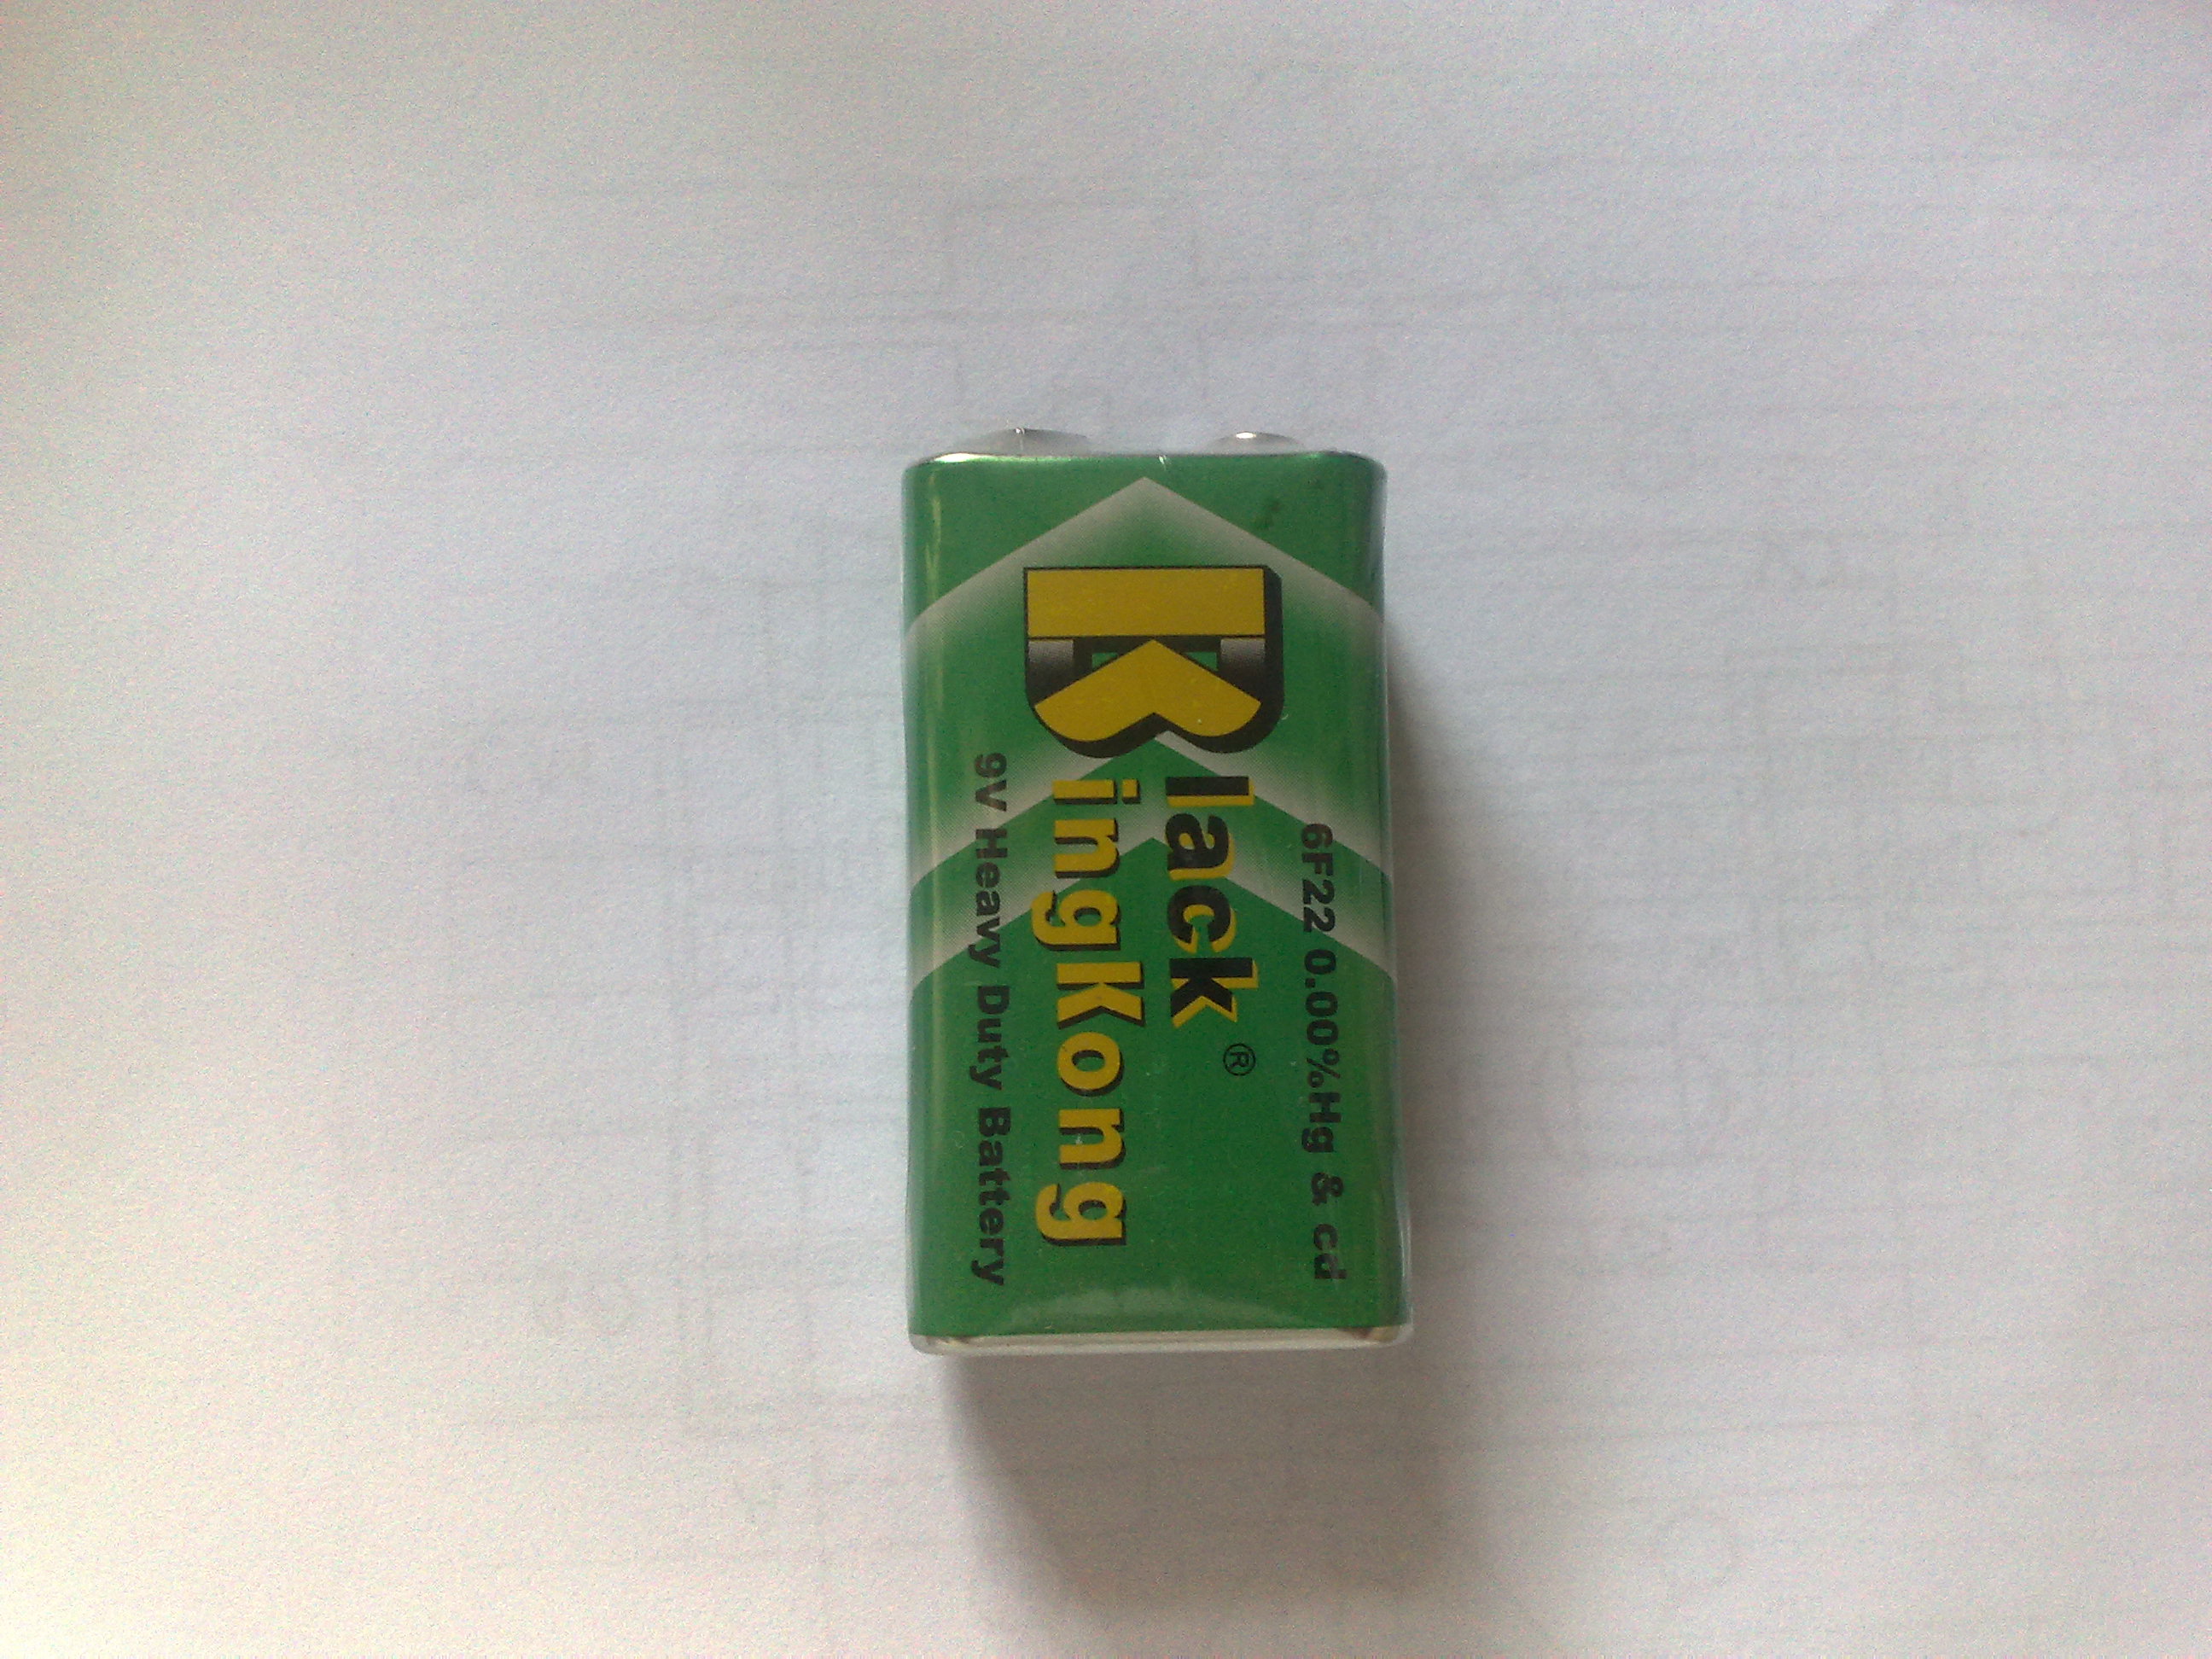 6F22 0.00%Hg & cd
Black ®
KingKong
9V Heavy Duty Battery